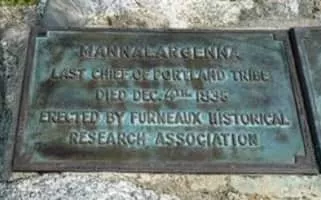 MANNALARGENNA
LAST CHIEF OF PORTLAND TRIBE
DIED DEC. 4TH 1835
ERECTED BY FURNEAUX HISTORICAL
RESEARCH ASSOCIATION